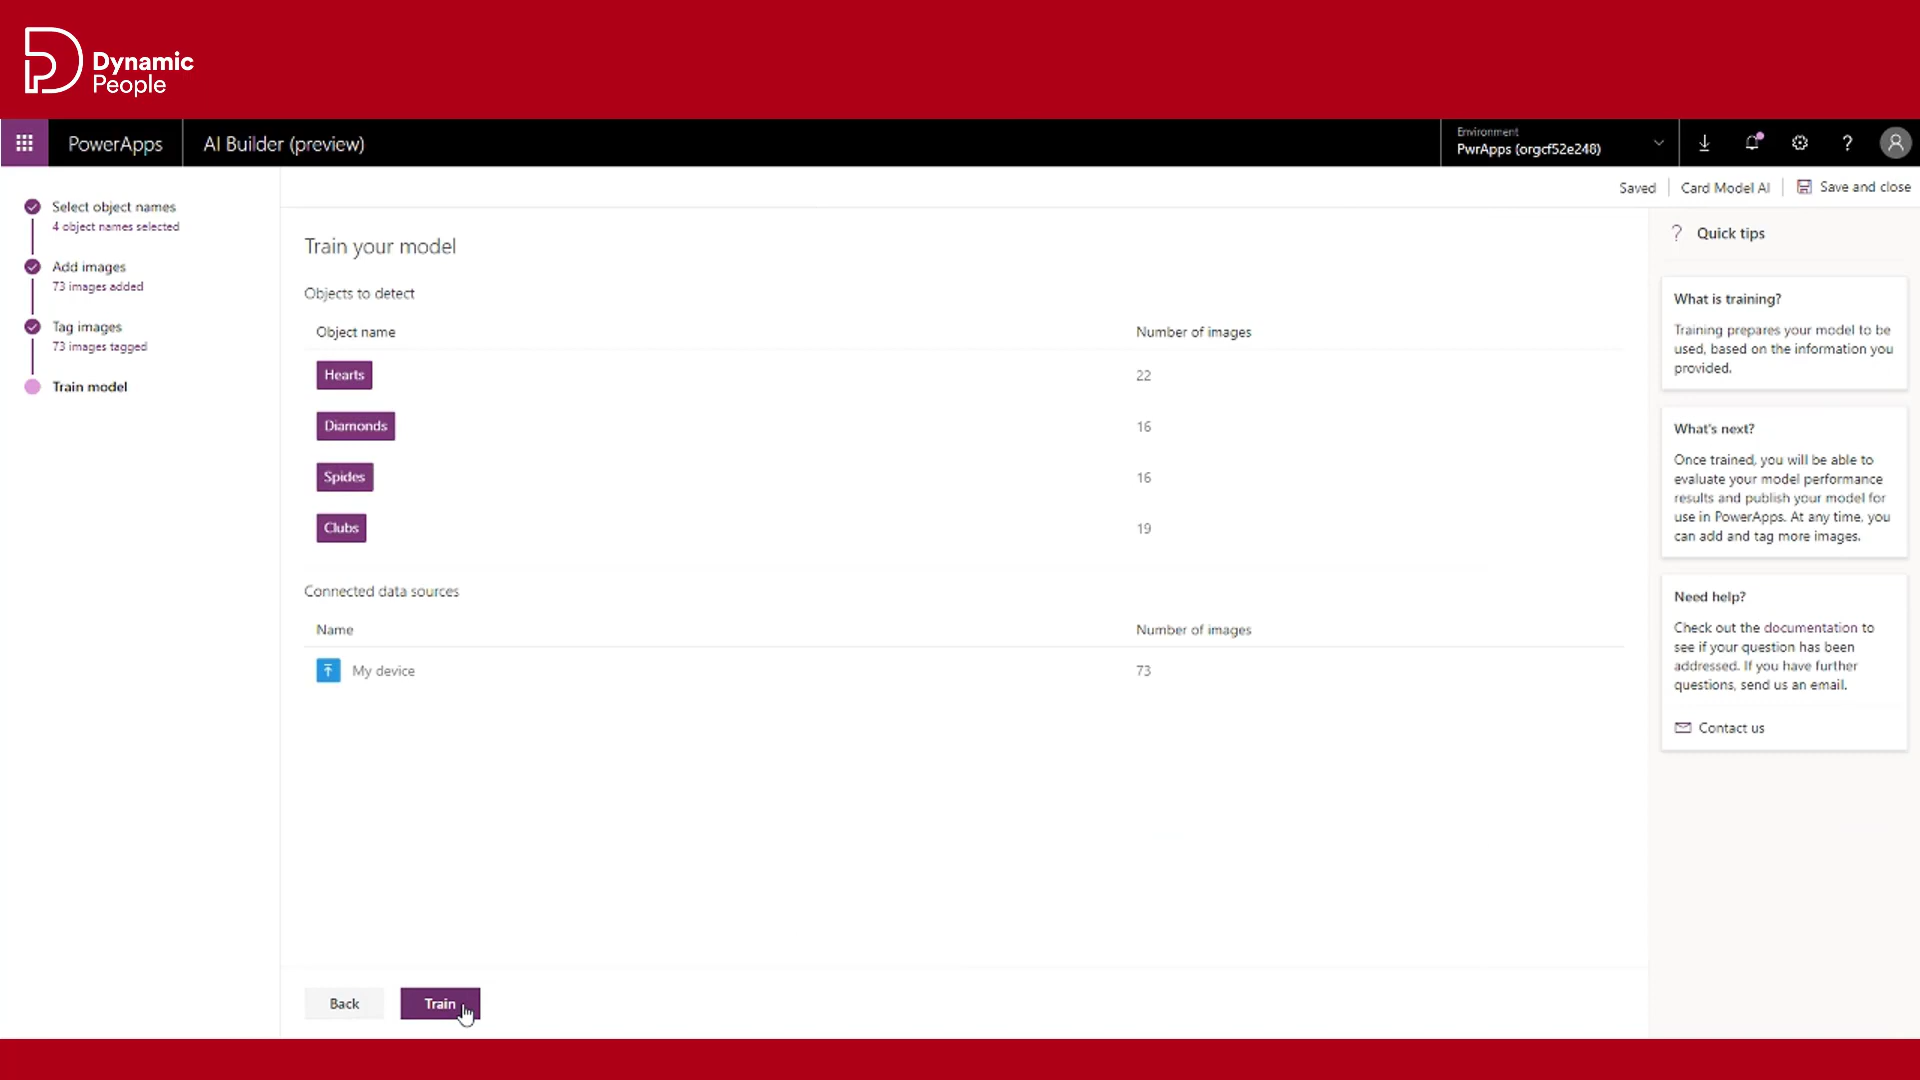 Dynamic
People
PowerApps
AI Builder (preview)
Environment
PwrApps (orgcf52e248)
?
Saved
Card Model AI
Save and close
Select object names
4 object names selected
Add images
73 images added
Tag images
73 images tagged
Train model
Train your model
Objects to detect
Object name
Number of images
Hearts
22
Diamonds
16
Spides
16
Clubs
19
Connected data sources
Name
Number of images
My device
73
Back
Train
? Quick tips
What is training?
Training prepares your model to be
used, based on the information you
provided.
What's next?
Once trained, you will be able to
evaluate your model performance
results and publish your model for
use in PowerApps. At any time, you
can add and tag more images.
Need help?
Check out the documentation to
see if your question has been
addressed. If you have further
questions, send us an email.
Contact us